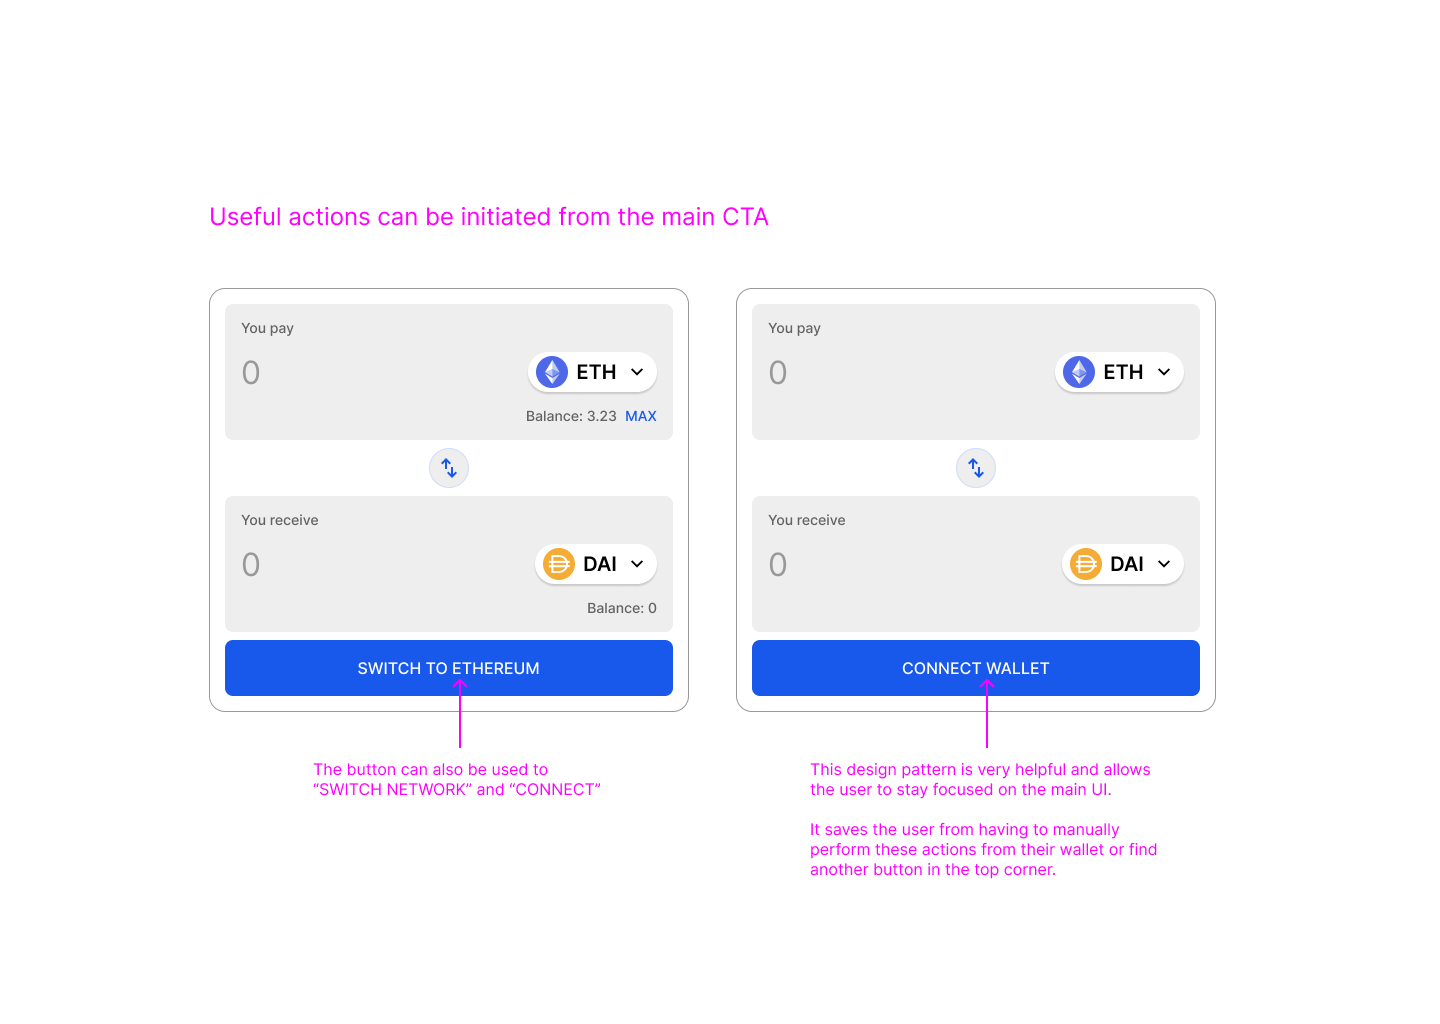 Useful actions can be initiated from the main CTA
You pay
0
ETH
Balance: 3.23 MAX
You receive
0
DAI
Balance: 0
SWITCH TO ETHEREUM
The button can also be used to
“SWITCH NETWORK” and “CONNECT”
You pay
0
ETH
You receive
0
DAI
CONNECT WALLET
This design pattern is very helpful and allows
the user to stay focused on the main UI.
It saves the user from having to manually
perform these actions from their wallet or find
another button in the top corner.